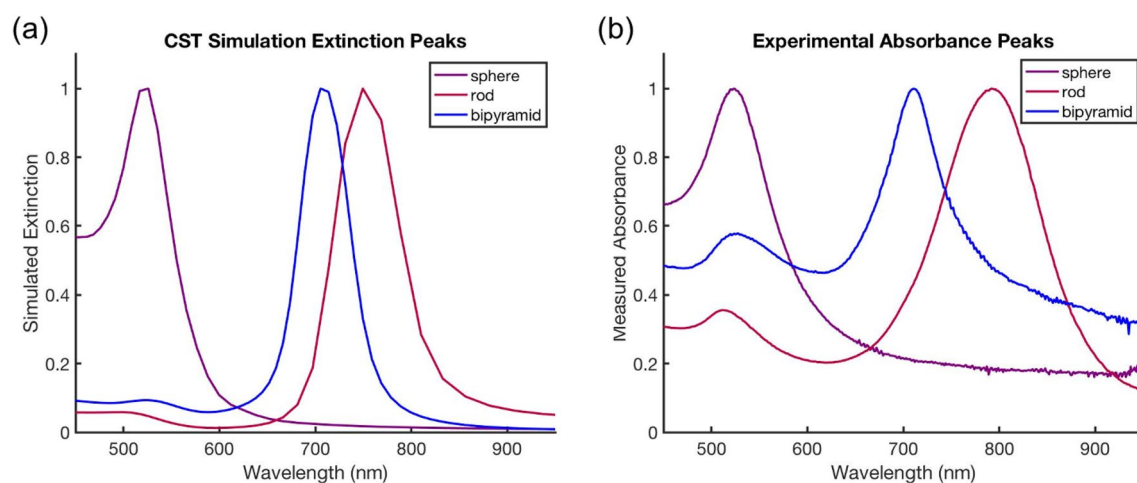 (a)
CST Simulation Extinction Peaks
sphere
rod
bipyramid
1
0.8
0.6
0.4
0.2
0
Simulated Extinction
500 600 700 800 900
Wavelength (nm)
(b)
Experimental Absorbance Peaks
sphere
rod
bipyramid
1
0.8
0.6
0.4
0.2
0
Measured Absorbance
500 600 700 800 900
Wavelength (nm)